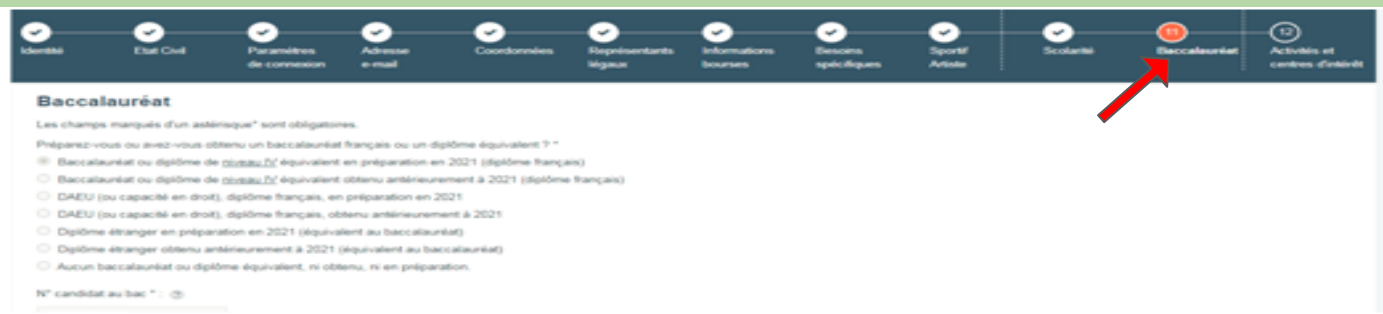 Identité
Etat Civil
Paramètres
de connexion
Adresse
e-mail
Coordonnées
Représentants
légaux
Informations
bourses
Besoins
spécifiques
Sportif
Artiste
Scolarité
11
Baccalauréat
12
Activités et
centres d'intérêt
Baccalauréat
Les champs marqués d'un astérisque* sont obligatoires.
Préparez-vous ou avez-vous obtenu un baccalauréat français ou un diplôme équivalent ? *
Baccalauréat ou diplôme de niveau IV équivalent en préparation en 2021 (diplôme français)
Baccalauréat ou diplôme de niveau IV équivalent obtenu antérieurement à 2021 (diplôme français)
DAEU (ou capacité en droit), diplôme français, en préparation en 2021
DAEU (ou capacité en droit), diplôme français, obtenu antérieurement à 2021
Diplôme étranger en préparation en 2021 (équivalent au baccalauréat)
Diplôme étranger obtenu antérieurement à 2021 (équivalent au baccalauréat)
Aucun baccalauréat ou diplôme équivalent, ni obtenu, ni en préparation.
N° candidat au bac * :